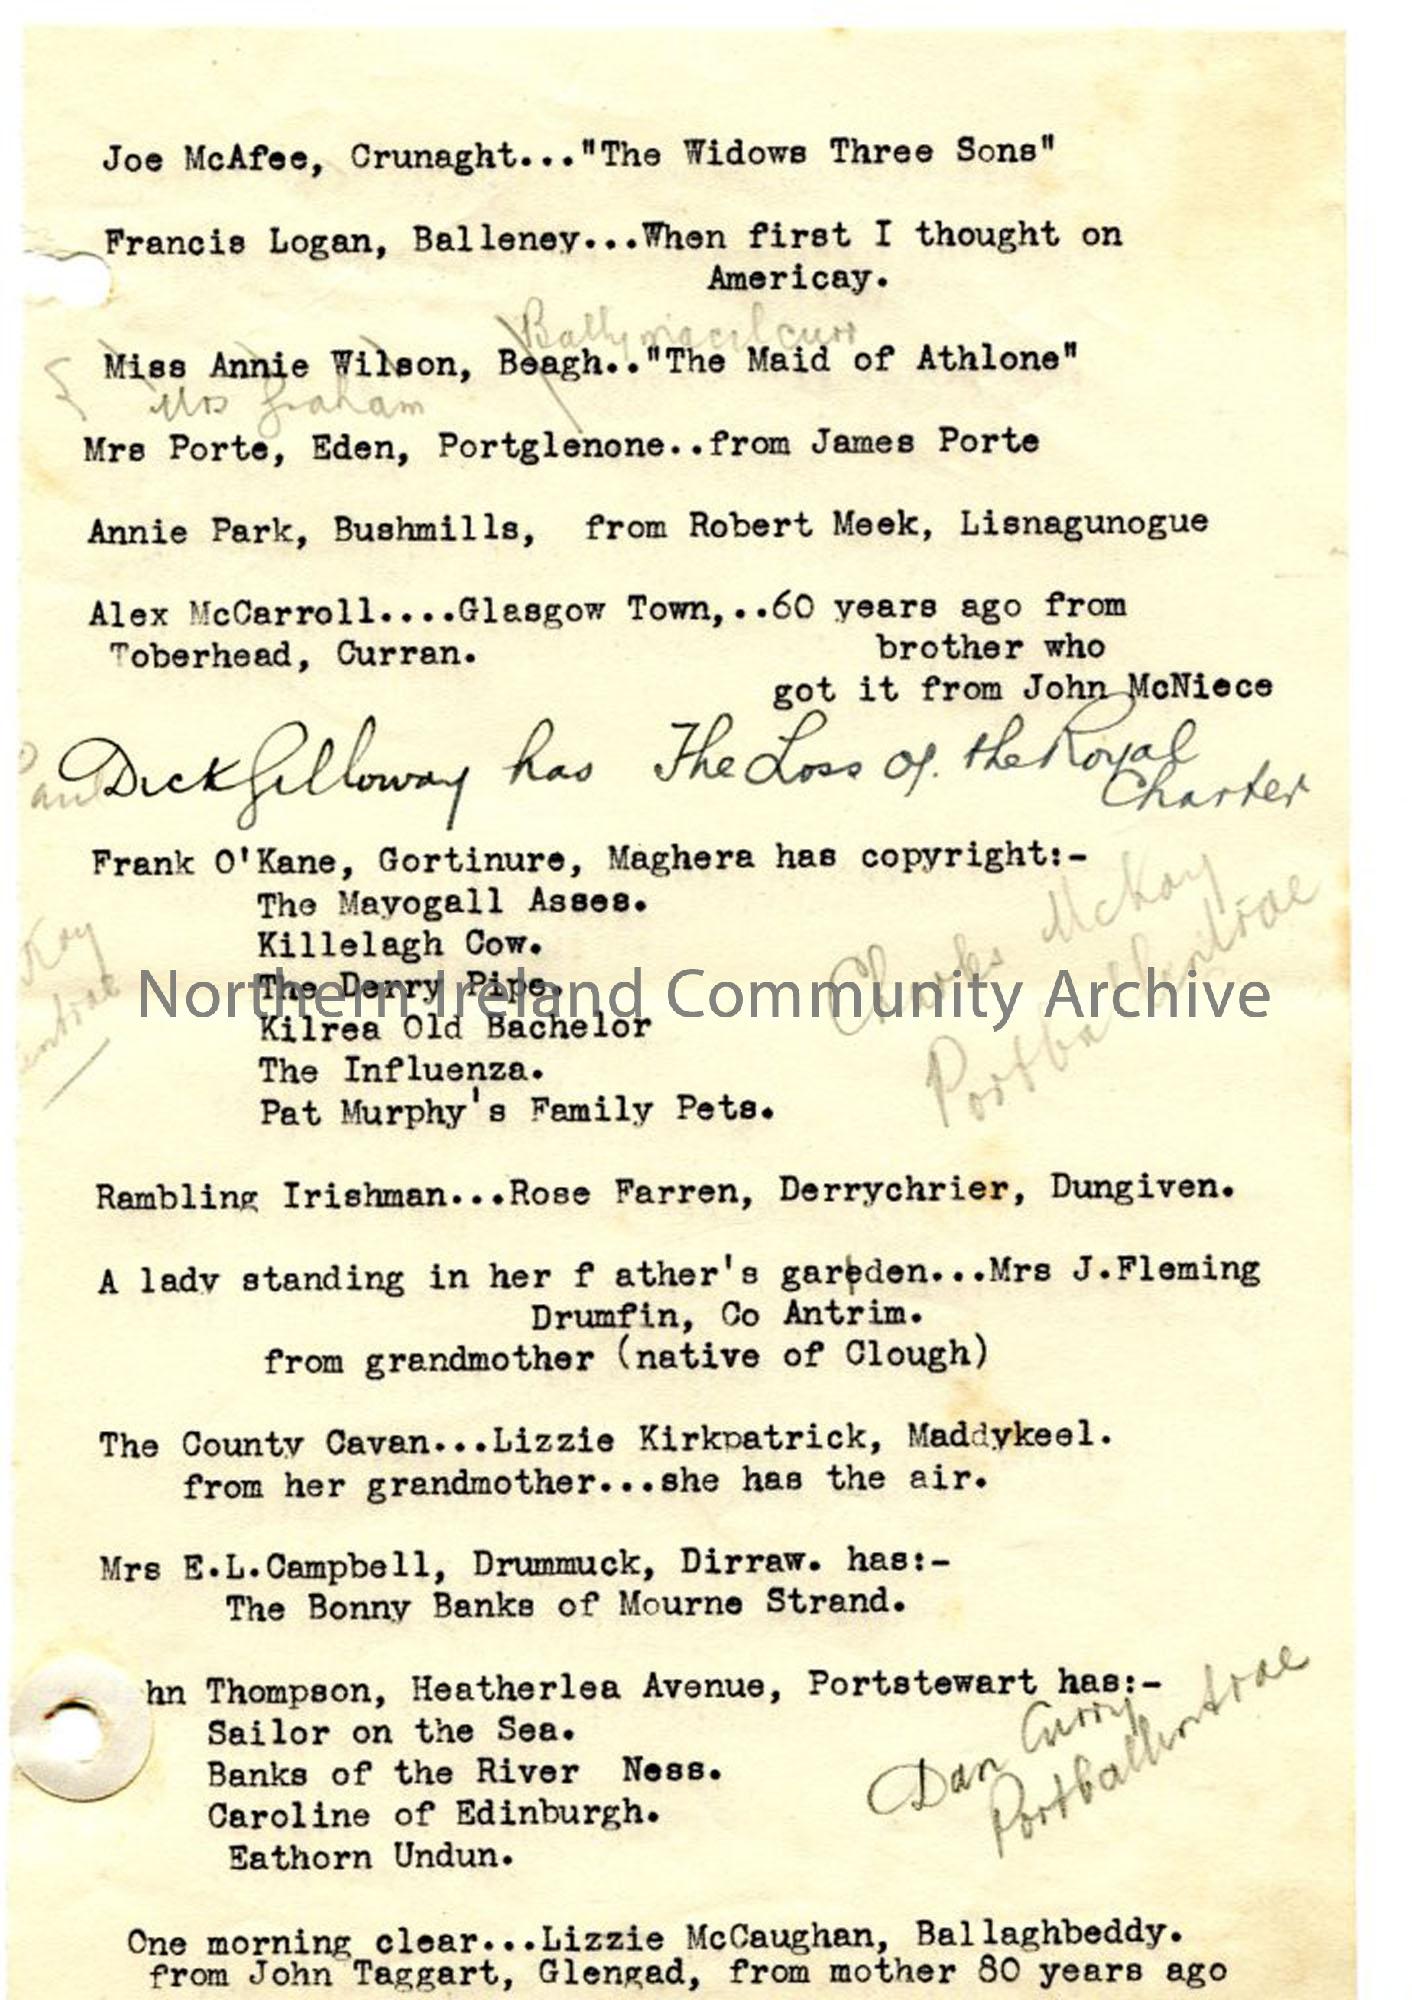 Joe McAfee, Crunaght..."The Widows Three Sons"
Francis Logan, Balleney...When first I thought on
Americay.
Miss Annie Wilson, Beagh.."The Maid of Athlone"
Mrs Graham
Mrs Porte, Eden, Portglenone..from James Porte
Annie Park, Bushmills, from Robert Meek, Lisnagunogue
Alex McCarroll....Glasgow Town,..60 years ago from
Toberhead, Curran. brother who
got it from John McNiece
Dick Gilloway has The Loss of the Royal
Charter
Frank O'Kane, Gortinure, Maghera has copyright:-
The Mayogall Asses.
Killelagh Cow.
The Derry Pipe.
Kilrea Old Bachelor
The Influenza.
Pat Murphy's Family Pets.
Charles McKay
Portballintrae
Northern Ireland Community Archive
Rambling Irishman...Rose Farren, Derrychrier, Dungiven.
A lady standing in her f ather's garden...Mrs J.Fleming
Drumfin, Co Antrim.
from grandmother (native of Clough)
The County Cavan...Lizzie Kirkpatrick, Maddykeel.
from her grandmother...she has the air.
Mrs E.L.Campbell, Drummuck, Dirraw. has:-
The Bonny Banks of Mourne Strand.
hn Thompson, Heatherlea Avenue, Portstewart has:-
Sailor on the Sea.
Banks of the River Ness.
Caroline of Edinburgh.
Eathorn Undun.
Dan Curry
Portballintrae
One morning clear...Lizzie McCaughan, Ballaghbeddy.
from John Taggart, Glengad, from mother 80 years ago